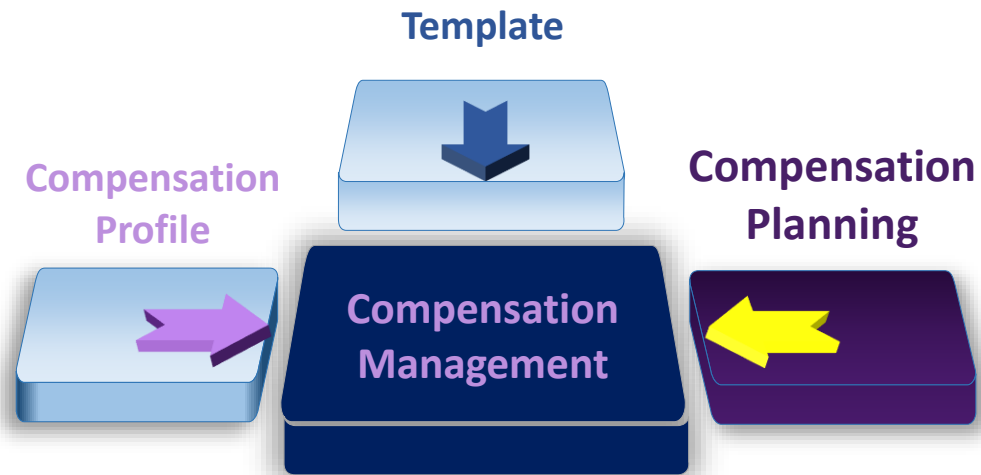 Template
Compensation
Profile
Compensation
Planning
Compensation
Management